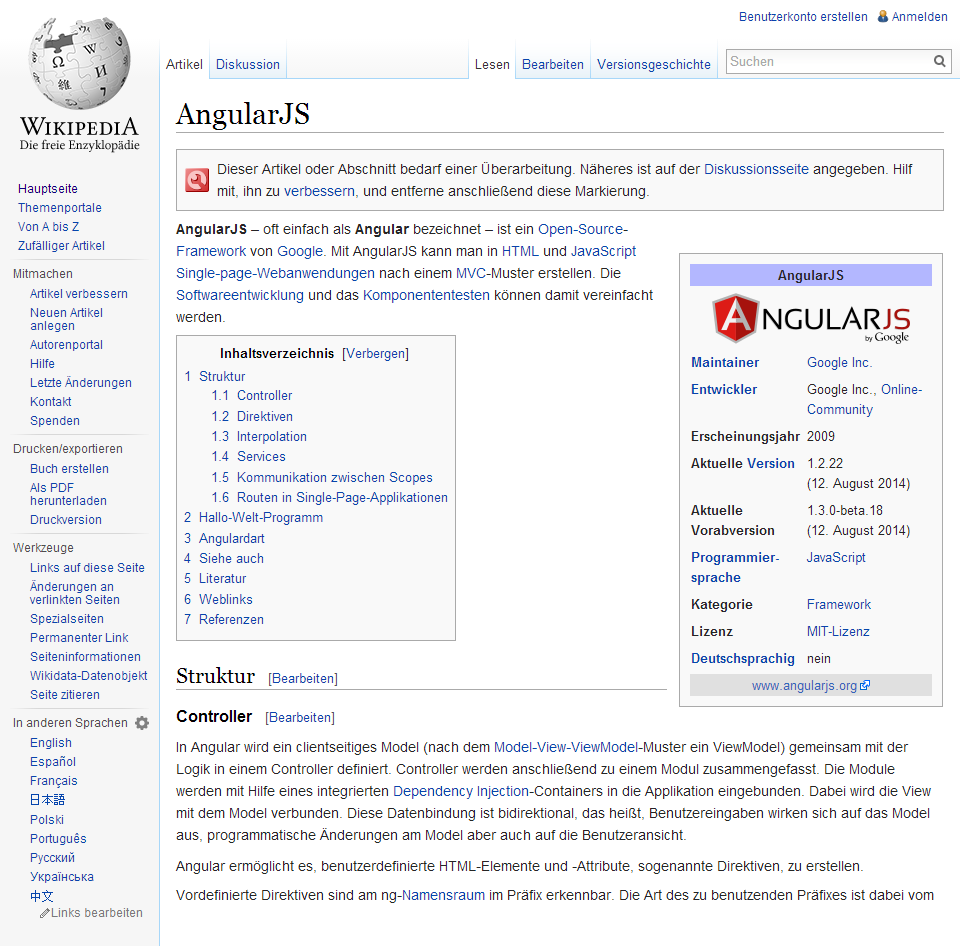 Benutzerkonto erstellen Anmelden
WIKIPEDIA
Die freie Enzyklopädie
Artikel Diskussion Lesen Bearbeiten Versionsgeschichte Suchen
Hauptseite
Themenportale
Von A bis Z
Zufälliger Artikel
Mitmachen
Artikel verbessern
Neuen Artikel
anlegen
Autorenportal
Hilfe
Letzte Änderungen
Kontakt
Spenden
Drucken/exportieren
Buch erstellen
Als PDF
herunterladen
Druckversion
Werkzeuge
Links auf diese Seite
Änderungen an
verlinkten Seiten
Spezialseiten
Permanenter Link
Seiteninformationen
Wikidata-Datenobjekt
Seite zitieren
In anderen Sprachen
English
Español
Français
日本語
Polski
Português
Русский
Українська
中文
Links bearbeiten
AngularJS
Dieser Artikel oder Abschnitt bedarf einer Überarbeitung. Näheres ist auf der Diskussionsseite angegeben. Hilf
mit, ihn zu verbessern, und entferne anschließend diese Markierung.
AngularJS – oft einfach als Angular bezeichnet – ist ein Open-Source-
Framework von Google. Mit AngularJS kann man in HTML und JavaScript
Single-page-Webanwendungen nach einem MVC-Muster erstellen. Die
Softwareentwicklung und das Komponententesten können damit vereinfacht
werden.
Inhaltsverzeichnis [Verbergen]
1 Struktur
1.1 Controller
1.2 Direktiven
1.3 Interpolation
1.4 Services
1.5 Kommunikation zwischen Scopes
1.6 Routen in Single-Page-Applikationen
2 Hallo-Welt-Programm
3 Angulardart
4 Siehe auch
5 Literatur
6 Weblinks
7 Referenzen
AngularJS
ANGULARJS
by Google
Maintainer Google Inc.
Entwickler Google Inc., Online-
Community
Erscheinungsjahr 2009
Aktuelle Version 1.2.22
(12. August 2014)
Aktuelle 1.3.0-beta.18
Vorabversion (12. August 2014)
Programmier- JavaScript
sprache
Kategorie Framework
Lizenz MIT-Lizenz
Deutschsprachig nein
www.angularjs.org
Struktur [Bearbeiten]
Controller [Bearbeiten]
In Angular wird ein clientseitiges Model (nach dem Model-View-ViewModel-Muster ein ViewModel) gemeinsam mit der
Logik in einem Controller definiert. Controller werden anschließend zu einem Modul zusammengefasst. Die Module
werden mit Hilfe eines integrierten Dependency Injection-Containers in die Applikation eingebunden. Dabei wird die View
mit dem Model verbunden. Diese Datenbindung ist bidirektional, das heißt, Benutzereingaben wirken sich auf das Model
aus, programmatische Änderungen am Model aber auch auf die Benutzeransicht.
Angular ermöglicht es, benutzerdefinierte HTML-Elemente und -Attribute, sogenannte Direktiven, zu erstellen.
Vordefinierte Direktiven sind am ng-Namensraum im Präfix erkennbar. Die Art des zu benutzenden Präfixes ist dabei vom